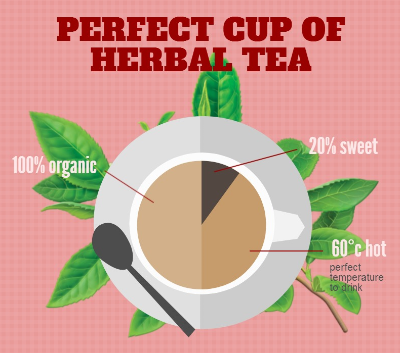 PERFECT CUP OF
HERBAL TEA
20% sweet
100% organic
60°c hot
perfect
temperature
to drink